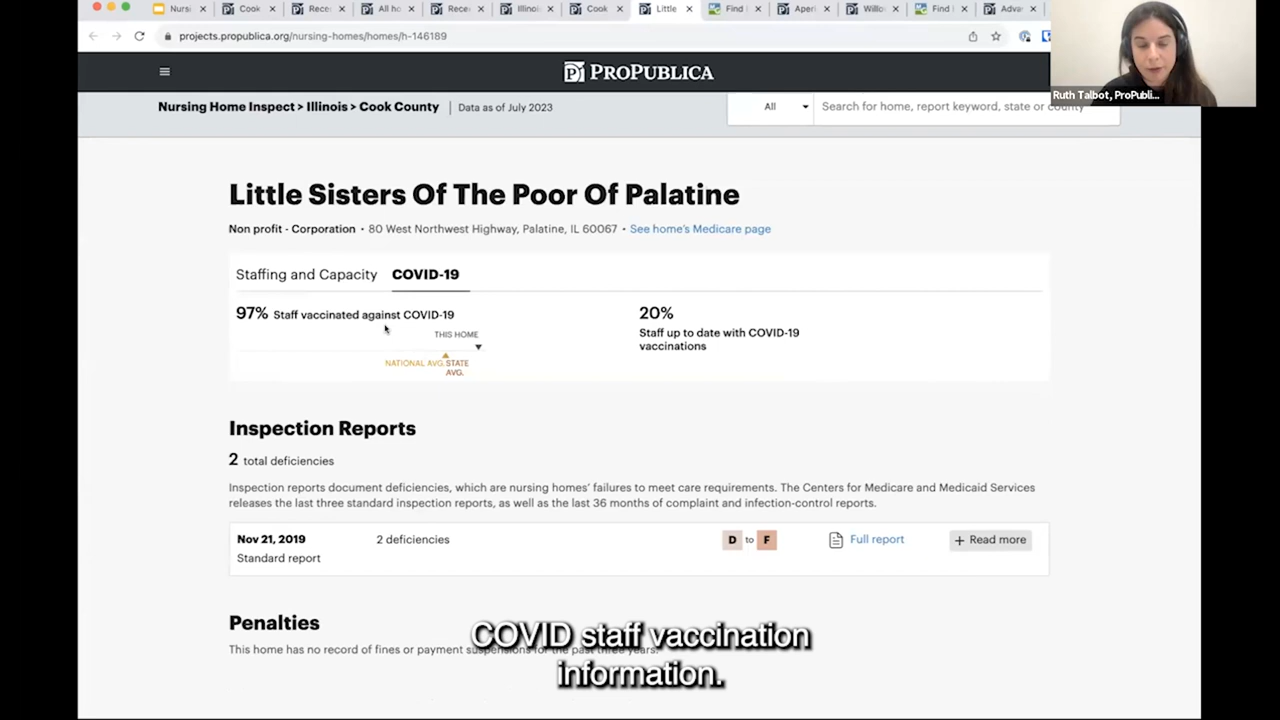 Nursi
Cook
Rece
All ho
Rece
Illinoi
Cook
Little
Find
Aperi
Willo
Find
Adva
projects.propublica.org/nursing-homes/homes/h-146189
PROPUBLICA
Ruth Talbot, ProPubli...
Nursing Home Inspect > Illinois > Cook County | Data as of July 2023
All
Search for home, report keyword, state or county
Little Sisters Of The Poor Of Palatine
Non profit - Corporation • 80 West Northwest Highway, Palatine, IL 60067 • See home's Medicare page
Staffing and Capacity COVID-19
97% Staff vaccinated against COVID-19
THIS HOME
NATIONAL AVG. STATE AVG.
20%
Staff up to date with COVID-19
vaccinations
Inspection Reports
2 total deficiencies
Inspection reports document deficiencies, which are nursing homes' failures to meet care requirements. The Centers for Medicare and Medicaid Services
releases the last three standard inspection reports, as well as the last 36 months of complaint and infection-control reports.
Nov 21, 2019 2 deficiencies D to F Full report + Read more
Standard report
Penalties
This home has no record of fines or payment suspensions for the past three years.
COVID staff vaccination
information.